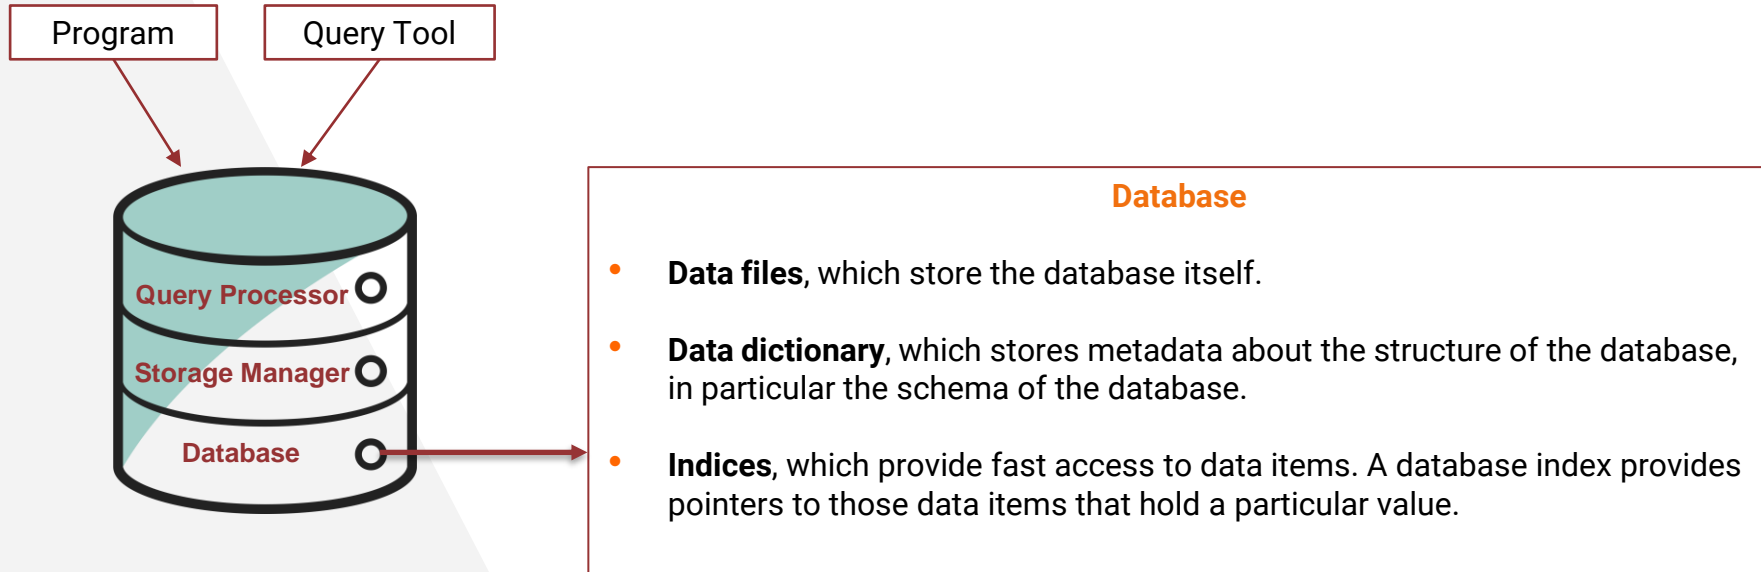 Program
Query Tool
Query Processor
Storage Manager
Database
Database
• Data files, which store the database itself.
• Data dictionary, which stores metadata about the structure of the database,
in particular the schema of the database.
• Indices, which provide fast access to data items. A database index provides
pointers to those data items that hold a particular value.